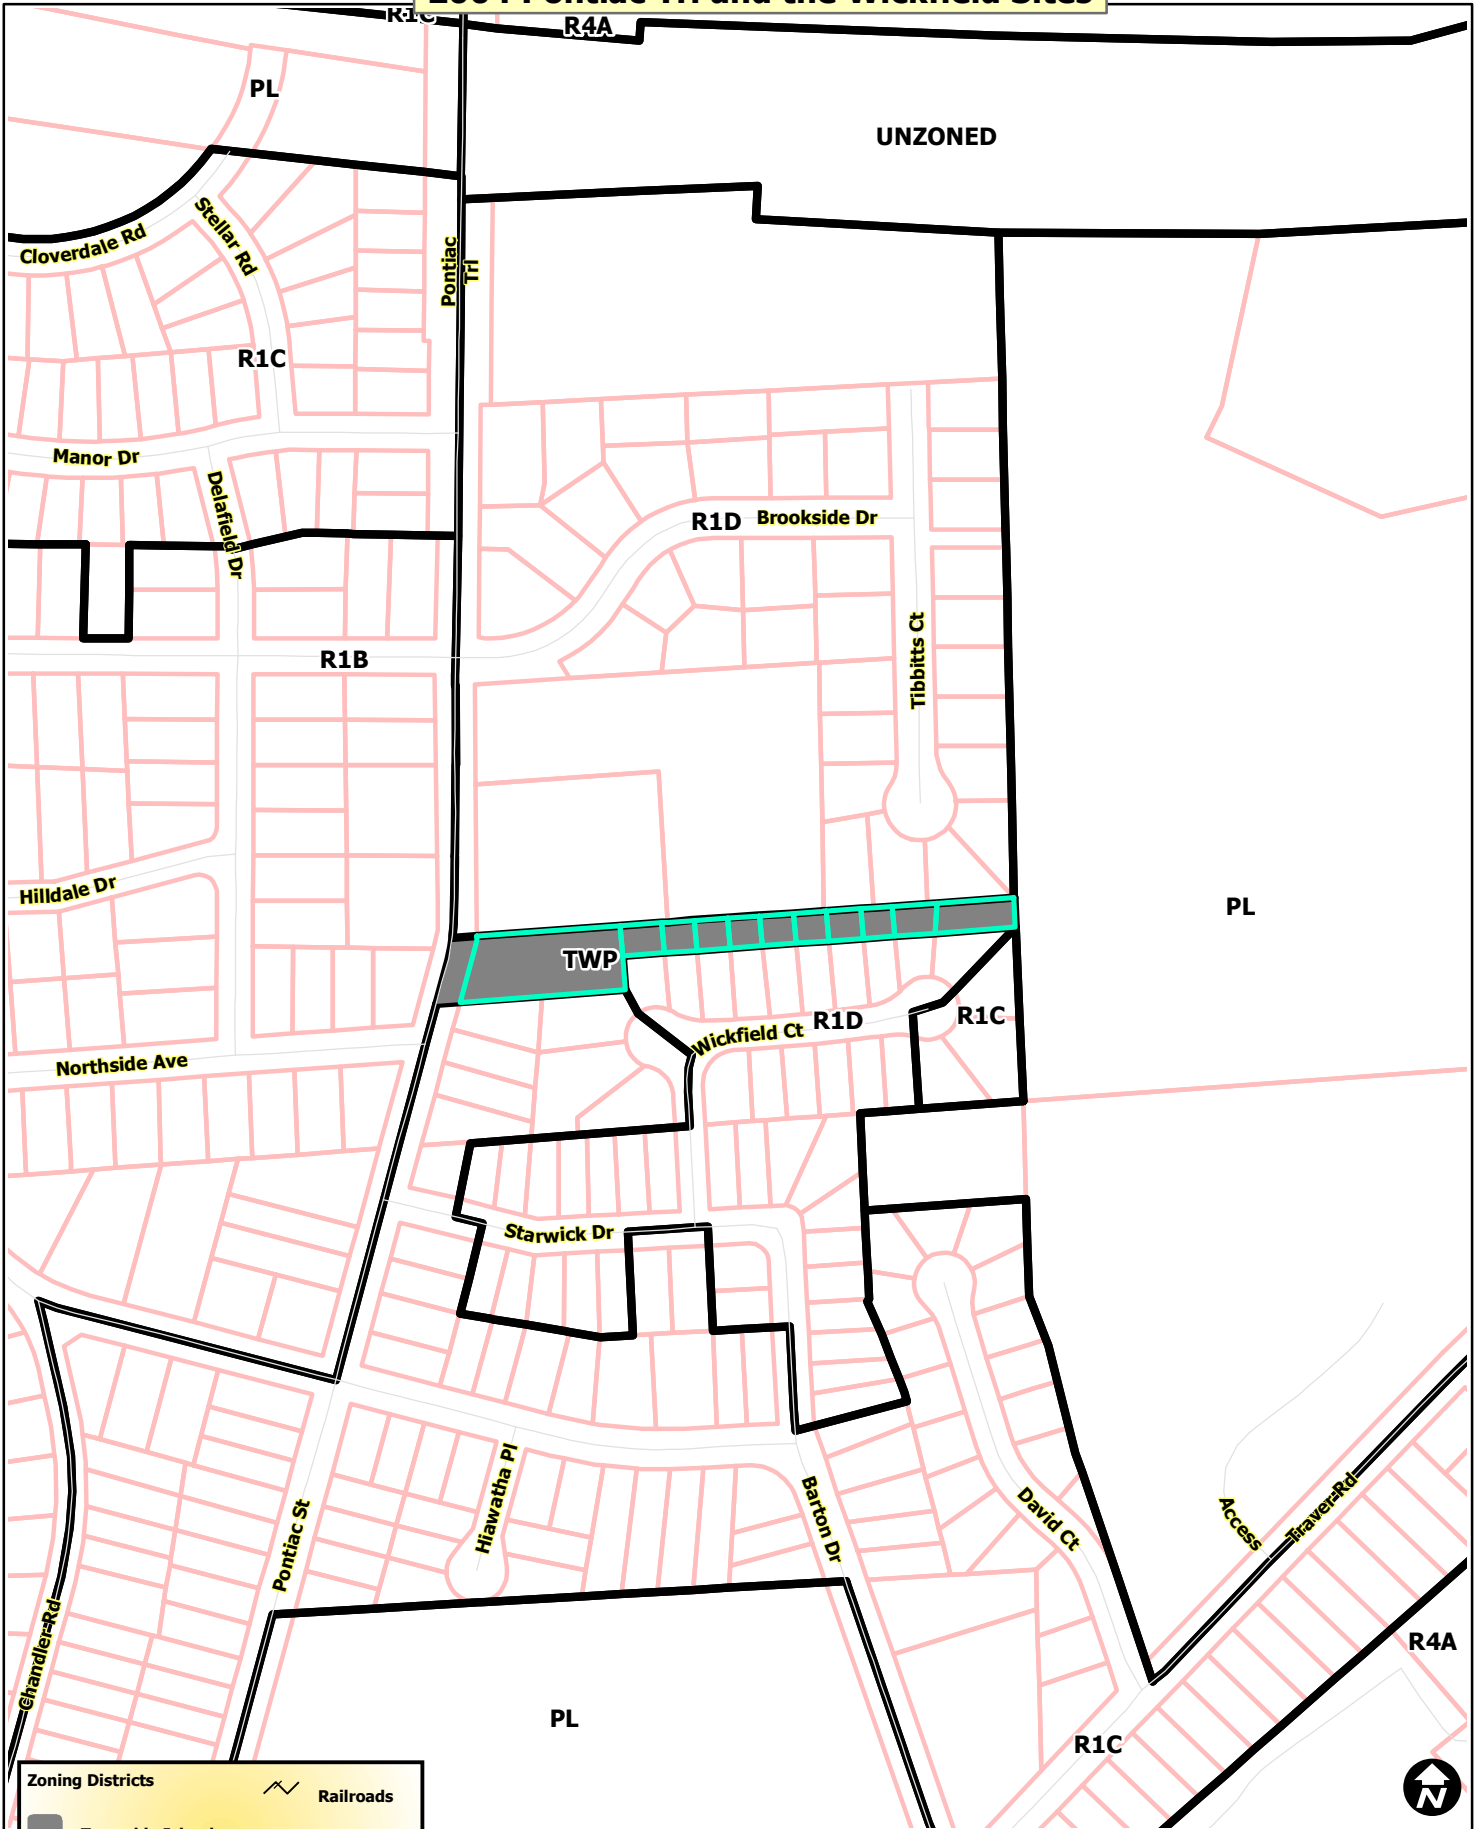 R1C
R4A
PL
UNZONED
Stellar Rd
Cloverdale Rd
Pontiac
Trl
R1C
Manor Dr
Delafield Dr
R1D
Brookside Dr
Tibbitts Ct
R1B
Hilldale Dr
PL
TWP
R1D
R1C
Wickfield Ct
Northside Ave
Starwick Dr
Hiawatha Pl
Barton Dr
David Ct
Access
Traver Rd
Pontiac St
Chandler Rd
R4A
PL
R1C
Zoning Districts
Railroads
N